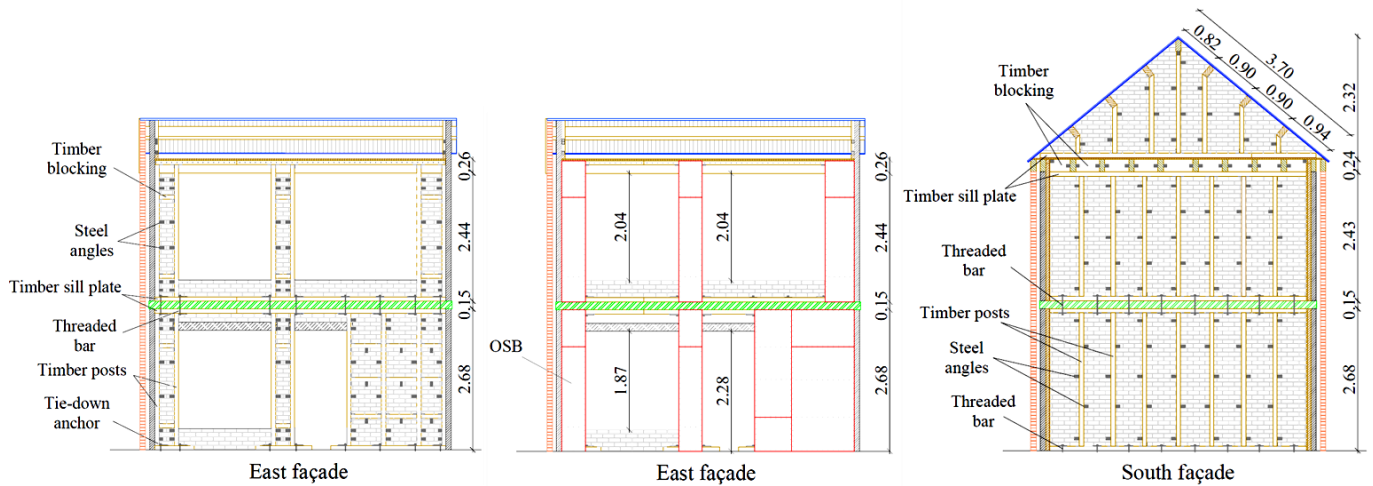 Timber
blocking
Steel
angles
Timber sill plate
Threaded
bar
Timber posts
Tie-down
anchor
0.26
2.44
0.15
2.68
East façade
OSB
2.04
2.04
1.87
2.28
0.26
2.44
0.15
2.68
East façade
0.82
0.90
3.70
0.90
0.94
2.32
Timber
blocking
Timber sill plate
Threaded
bar
Timber posts
Steel
angles
Threaded
bar
0.24
2.43
0.15
2.68
South façade